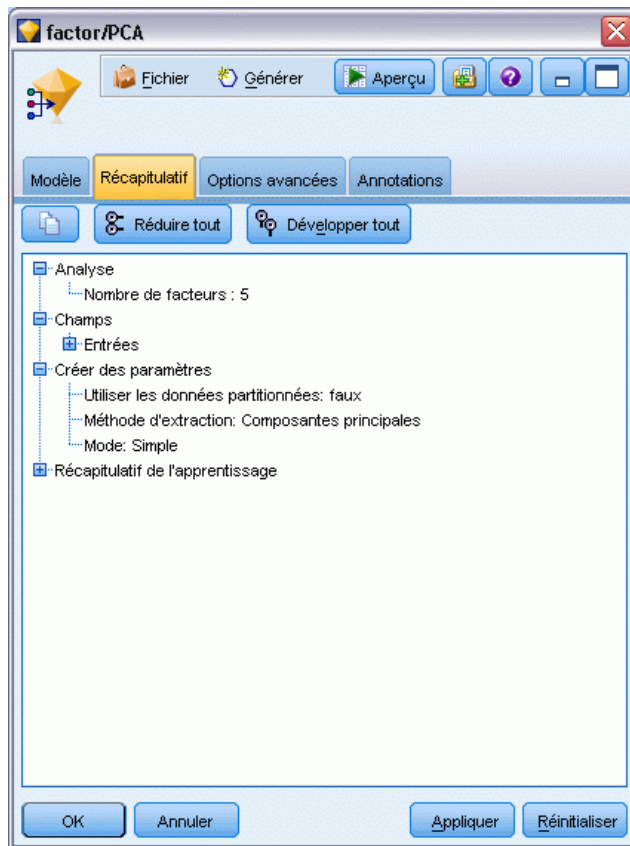 factor/PCA
Fichier Générer Aperçu
Modèle Récapitulatif Options avancées Annotations
Réduire tout Développer tout
Analyse
Nombre de facteurs : 5
Champs
Entrées
Créer des paramètres
Utiliser les données partitionnées: faux
Méthode d'extraction: Composantes principales
Mode: Simple
Récapitulatif de l'apprentissage
OK Annuler Appliquer Réinitialiser